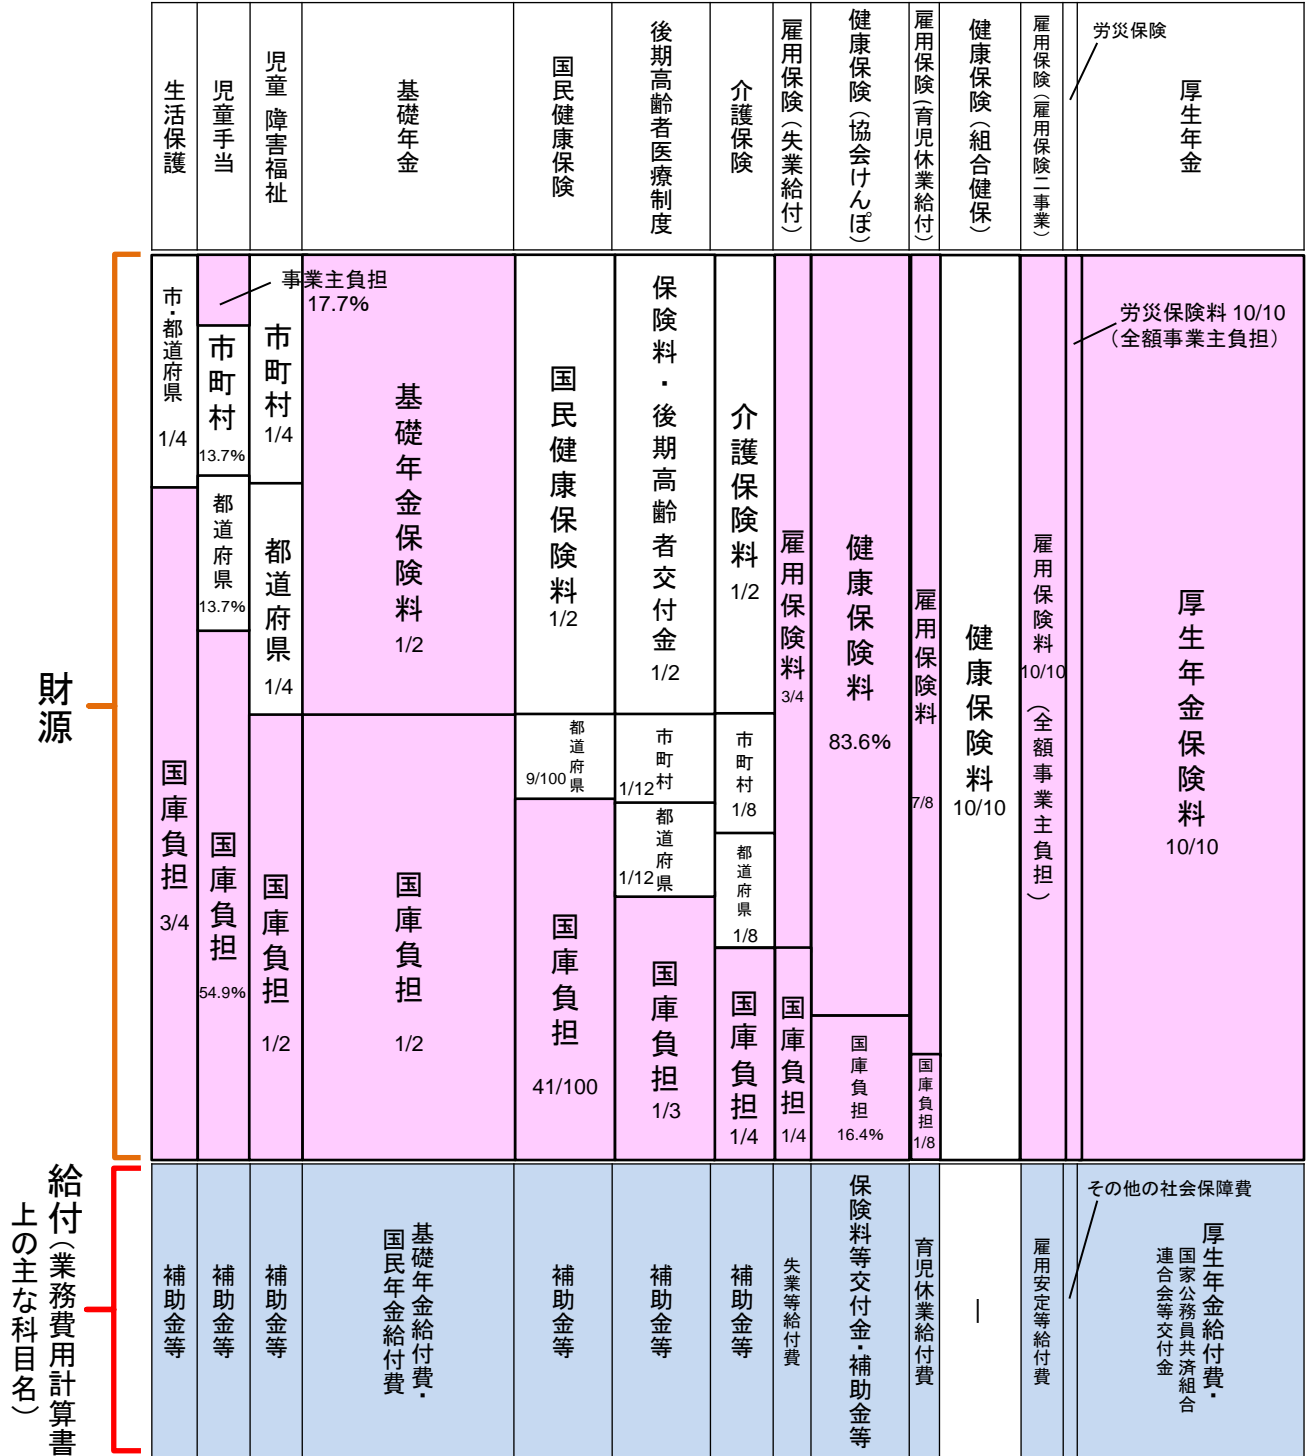 生活保護
児童手当
児童・障害福祉
基礎年金
国民健康保険
後期高齢者医療制度
介護保険
雇用保険（失業給付）
健康保険（協会けんぽ）
雇用保険（育児休業給付）
健康保険（組合健保）
雇用保険（雇用保険二事業）
労災保険
厚生年金
財源
市・都道府県
1/4
国庫負担
3/4
事業主負担
17.7%
市町村
13.7%
都道府県
13.7%
国庫負担
54.9%
市町村
1/4
都道府県
1/4
国庫負担
1/2
基礎年金保険料
1/2
国庫負担
1/2
国民健康保険料
1/2
都道府県
9/100
国庫負担
41/100
保険料・後期高齢者交付金
1/2
市町村
1/12
都道府県
1/12
国庫負担
1/3
介護保険料
1/2
市町村
1/8
都道府県
1/8
国庫負担
1/4
雇用保険料
3/4
国庫負担
1/4
健康保険料
83.6%
国庫負担
16.4%
雇用保険料
7/8
国庫負担
1/8
健康保険料
10/10
雇用保険料
10/10
（全額事業主負担）
労災保険料 10/10
（全額事業主負担）
厚生年金保険料
10/10
給付（業務費用計算書
上の主な科目名）
補助金等
補助金等
補助金等
基礎年金給付費・
国民年金給付費
補助金等
補助金等
補助金等
失業等給付費
保険料等交付金・補助金等
育児休業給付費
―
雇用安定等給付費
その他の社会保障費
厚生年金給付費・
国家公務員共済組合
連合会等交付金